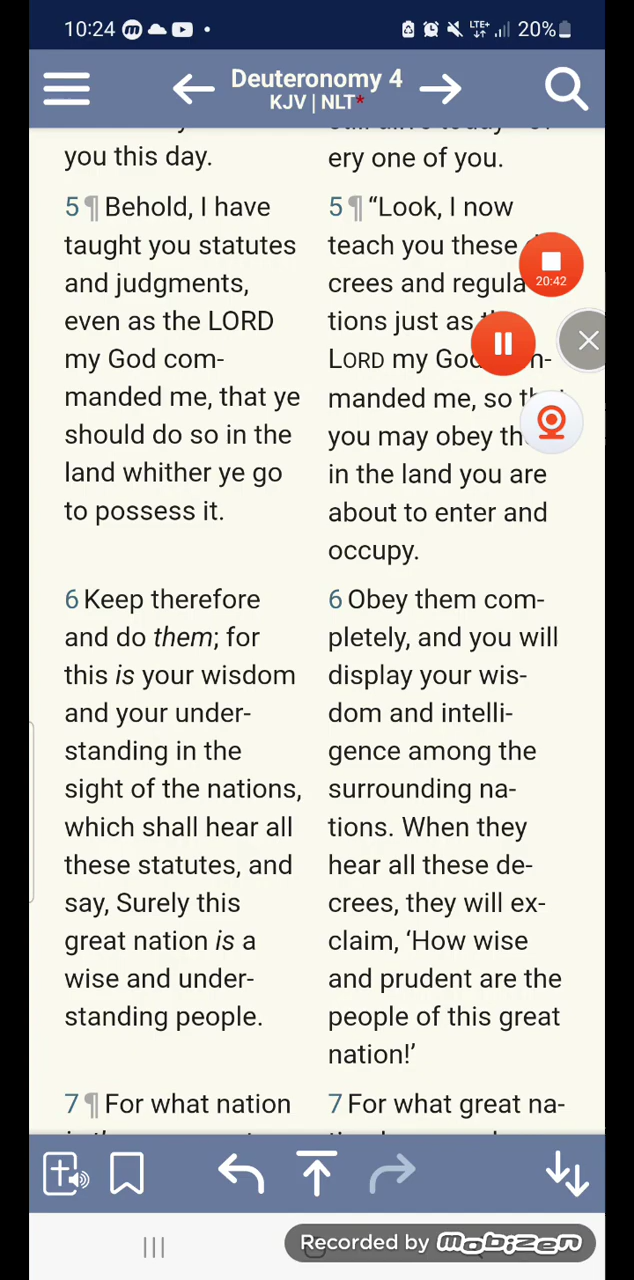 10:24
20%
Deuteronomy 4
KJV | NLT*
you this day.
5 ¶ Behold, I have
taught you statutes
and judgments,
even as the LORD
my God com-
manded me, that ye
should do so in the
land whither ye go
to possess it.
6 Keep therefore
and do them; for
this is your wisdom
and your under-
standing in the
sight of the nations,
which shall hear all
these statutes, and
say, Surely this
great nation is a
wise and under-
standing people.
7 ¶ For what nation
ery one of you.
5 ¶ “Look, I now
teach you these
crees and regula
tions just as
LORD my God
manded me, so
you may obey
in the land you are
about to enter and
occupy.
6 Obey them com-
pletely, and you will
display your wis-
dom and intelli-
gence among the
surrounding na-
tions. When they
hear all these de-
crees, they will ex-
claim, ‘How wise
and prudent are the
people of this great
nation!’
7 For what great na-
20:42
Recorded by mobizen